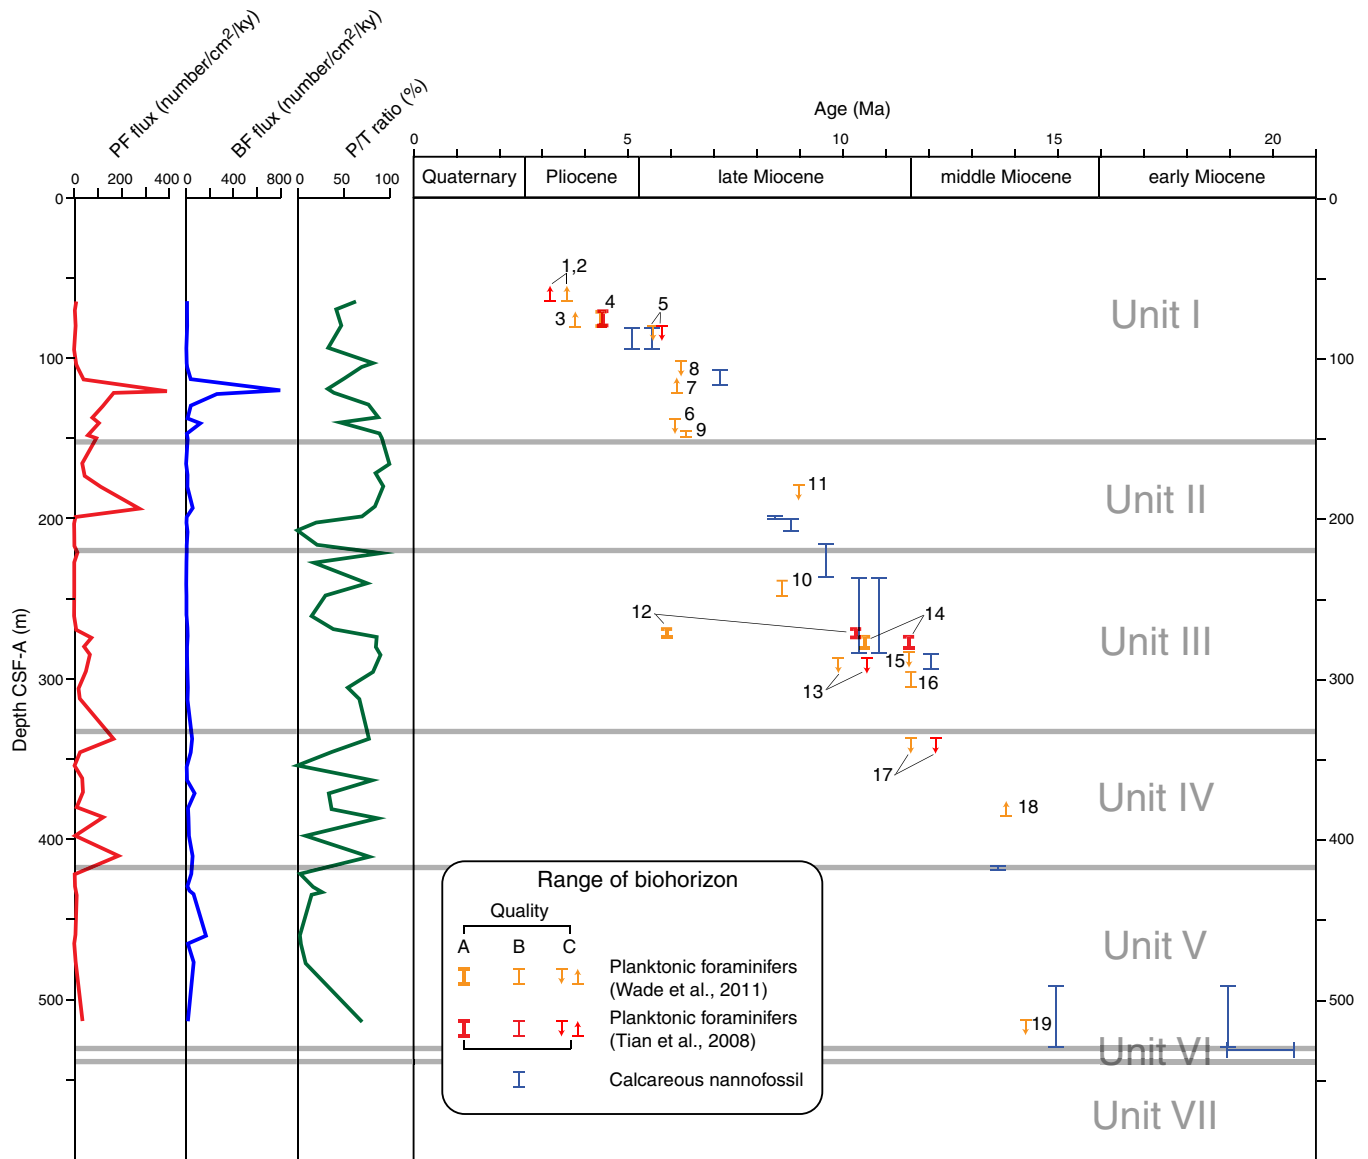 PF flux (number/cm²/ky)
BF flux (number/cm²/ky)
P/T ratio (%)
Age (Ma)
0 5 10 15 20
0 200 400 0 400 800 0 50 100
Quaternary Pliocene late Miocene middle Miocene early Miocene
Depth CSF-A (m)
0 0
1,2
3 4 5
Unit I
100 100
8
7
6
9
11
Unit II
200 200
10
12 14
Unit III
15
16
13
300 300
17
18
Unit IV
400 400
Unit V
500 500
19
Unit VI
Unit VII
Range of biohorizon
Quality
A B C
Planktonic foraminifers
(Wade et al., 2011)
Planktonic foraminifers
(Tian et al., 2008)
Calcareous nannofossil